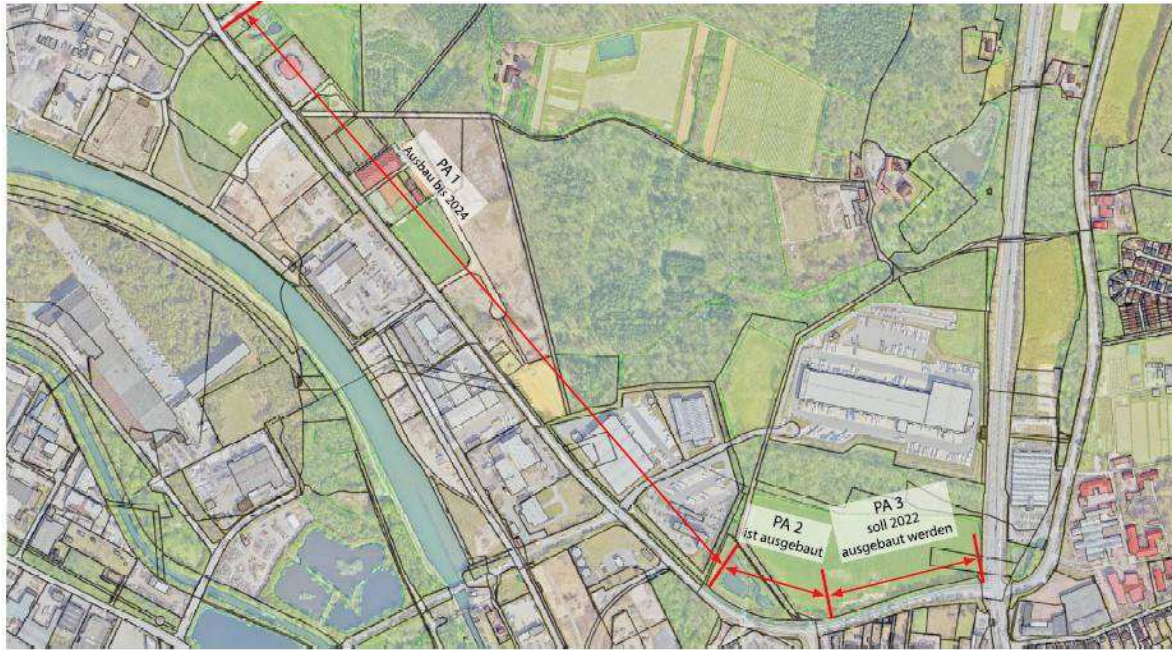 PA 1
Ausbau bis 2024
PA 2
ist ausgebaut
PA 3
soll 2022
ausgebaut werden